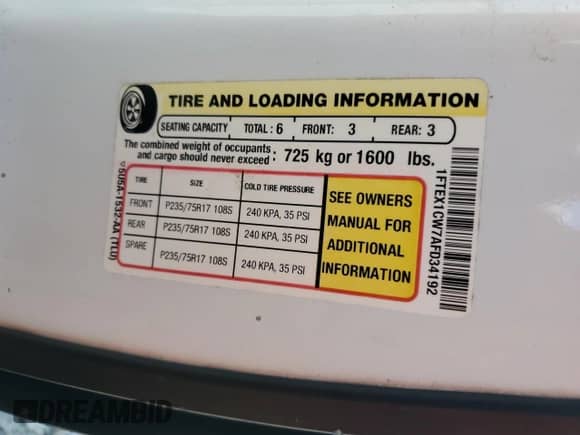 TIRE AND LOADING INFORMATION
SEATING CAPACITY TOTAL: 6 FRONT: 3 REAR: 3
The combined weight of occupants and cargo should never exceed: 725 kg or 1600 lbs.
TIRE SIZE COLD TIRE PRESSURE
FRONT P235/75R17 108S 240 KPA, 35 PSI
REAR P235/75R17 108S 240 KPA, 35 PSI
SPARE P235/75R17 108S 240 KPA, 35 PSI
SEE OWNERS
MANUAL FOR
ADDITIONAL
INFORMATION
1FTEX1CW7AFD34192
DREAMBID